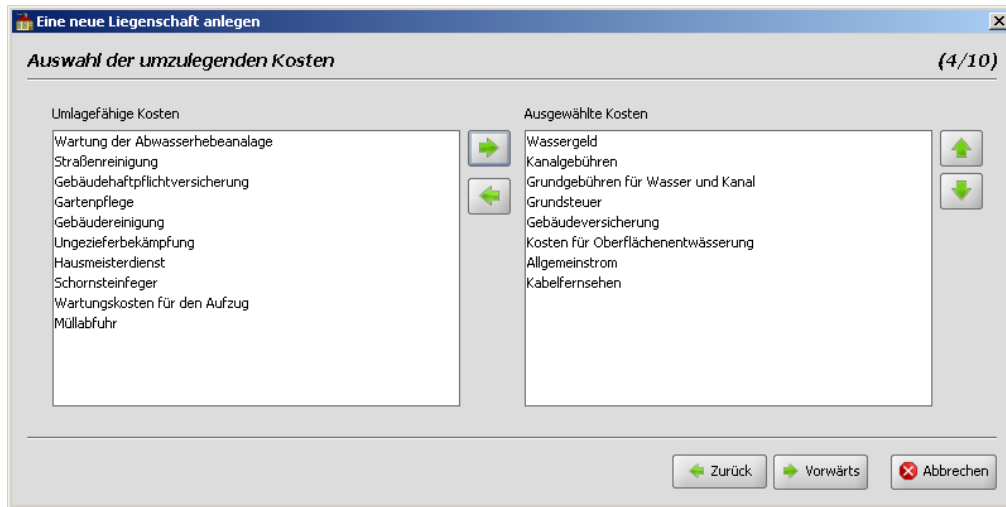 Eine neue Liegenschaft anlegen
Auswahl der umzulegenden Kosten (4/10)
Umlagefähige Kosten
Wartung der Abwasserhebeanalage
Straßenreinigung
Gebäudehaftpflichtversicherung
Gartenpflege
Gebäudereinigung
Ungezieferbekämpfung
Hausmeisterdienst
Schornsteinfeger
Wartungskosten für den Aufzug
Müllabfuhr
Ausgewählte Kosten
Wassergeld
Kanalgebühren
Grundgebühren für Wasser und Kanal
Grundsteuer
Gebäudeversicherung
Kosten für Oberflächenentwässerung
Allgemeinstrom
Kabelfernsehen
Zurück Vorwärts Abbrechen